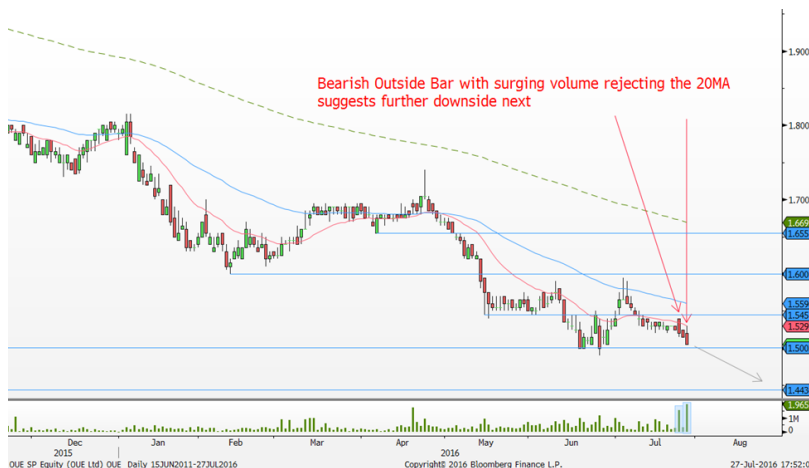 Bearish Outside Bar with surging volume rejecting the 20MA
suggests further downside next
1.900
1.800
1.700
1.669
1.655
1.600
1.559
1.545
1.529
1.500
1.443
1.965
1M
0
Dec Jan Feb Mar Apr May Jun Jul Aug
2015 2016
OUE SP Equity (OUE Ltd) OUE Daily 15JUN2011-27JUL2016 Copyright© 2016 Bloomberg Finance L.P. 27-Jul-2016 17:52:0